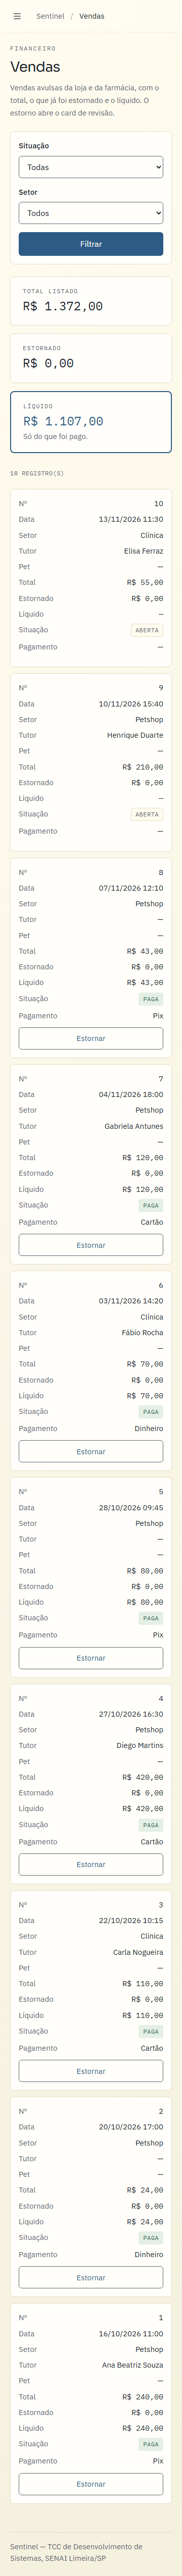 Sentinel / Vendas
FINANCEIRO
Vendas
Vendas avulsas da loja e da farmácia, com o
total, o que já foi estornado e o líquido. O
estorno abre o card de revisão.
Situação
Todas
Setor
Todos
Filtrar
TOTAL LISTADO
R$ 1.372,00
ESTORNADO
R$ 0,00
LÍQUIDO
R$ 1.107,00
Só do que foi pago.
10 REGISTRO(S)
Nº 10
Data 13/11/2026 11:30
Setor Clínica
Tutor Elisa Ferraz
Pet —
Total R$ 55,00
Estornado R$ 0,00
Líquido —
Situação ABERTA
Pagamento —
Nº 9
Data 10/11/2026 15:40
Setor Petshop
Tutor Henrique Duarte
Pet —
Total R$ 210,00
Estornado R$ 0,00
Líquido —
Situação ABERTA
Pagamento —
Nº 8
Data 07/11/2026 12:10
Setor Petshop
Tutor —
Pet —
Total R$ 43,00
Estornado R$ 0,00
Líquido R$ 43,00
Situação PAGA
Pagamento Pix
Estornar
Nº 7
Data 04/11/2026 18:00
Setor Petshop
Tutor Gabriela Antunes
Pet —
Total R$ 120,00
Estornado R$ 0,00
Líquido R$ 120,00
Situação PAGA
Pagamento Cartão
Estornar
Nº 6
Data 03/11/2026 14:20
Setor Clínica
Tutor Fábio Rocha
Pet —
Total R$ 70,00
Estornado R$ 0,00
Líquido R$ 70,00
Situação PAGA
Pagamento Dinheiro
Estornar
Nº 5
Data 28/10/2026 09:45
Setor Petshop
Tutor —
Pet —
Total R$ 80,00
Estornado R$ 0,00
Líquido R$ 80,00
Situação PAGA
Pagamento Pix
Estornar
Nº 4
Data 27/10/2026 16:30
Setor Petshop
Tutor Diego Martins
Pet —
Total R$ 420,00
Estornado R$ 0,00
Líquido R$ 420,00
Situação PAGA
Pagamento Cartão
Estornar
Nº 3
Data 22/10/2026 10:15
Setor Clínica
Tutor Carla Nogueira
Pet —
Total R$ 110,00
Estornado R$ 0,00
Líquido R$ 110,00
Situação PAGA
Pagamento Cartão
Estornar
Nº 2
Data 20/10/2026 17:00
Setor Petshop
Tutor —
Pet —
Total R$ 24,00
Estornado R$ 0,00
Líquido R$ 24,00
Situação PAGA
Pagamento Dinheiro
Estornar
Nº 1
Data 16/10/2026 11:00
Setor Petshop
Tutor Ana Beatriz Souza
Pet —
Total R$ 240,00
Estornado R$ 0,00
Líquido R$ 240,00
Situação PAGA
Pagamento Pix
Estornar
Sentinel — TCC de Desenvolvimento de
Sistemas, SENAI Limeira/SP